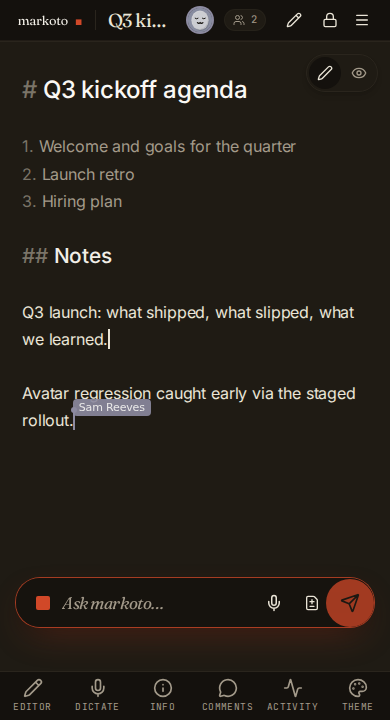 markoto
Q3 ki...
2
# Q3 kickoff agenda
1. Welcome and goals for the quarter
2. Launch retro
3. Hiring plan
## Notes
Q3 launch: what shipped, what slipped, what
we learned.
Avatar regression caught early via the staged
rollout.
Sam Reeves
Ask markoto...
EDITOR
DICTATE
INFO
COMMENTS
ACTIVITY
THEME